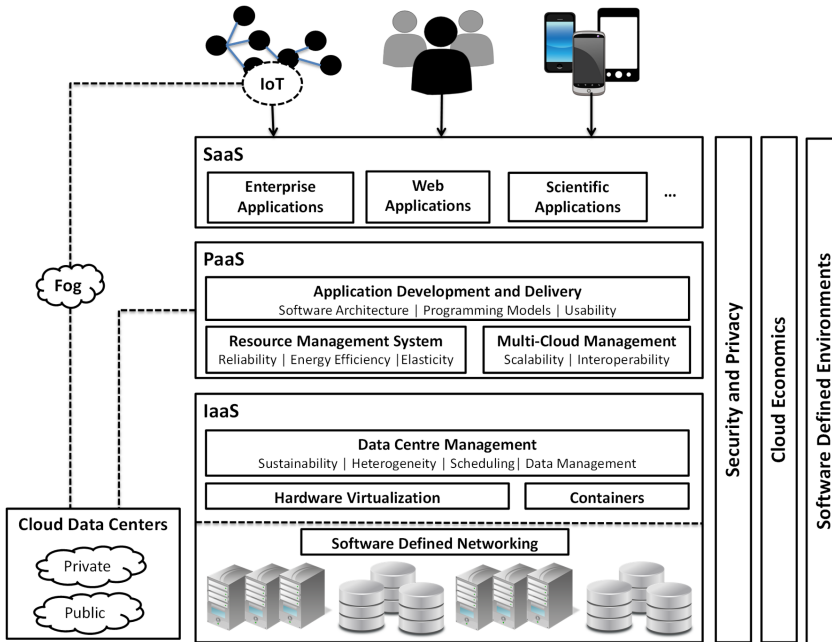 IoT
SaaS
Enterprise
Applications
Web
Applications
Scientific
Applications
...
Fog
PaaS
Application Development and Delivery
Software Architecture | Programming Models | Usability
Resource Management System
Reliability | Energy Efficiency |Elasticity
Multi-Cloud Management
Scalability | Interoperability
IaaS
Data Centre Management
Sustainability | Heterogeneity | Scheduling| Data Management
Hardware Virtualization
Containers
Software Defined Networking
Cloud Data Centers
Private
Public
Security and Privacy
Cloud Economics
Software Defined Environments